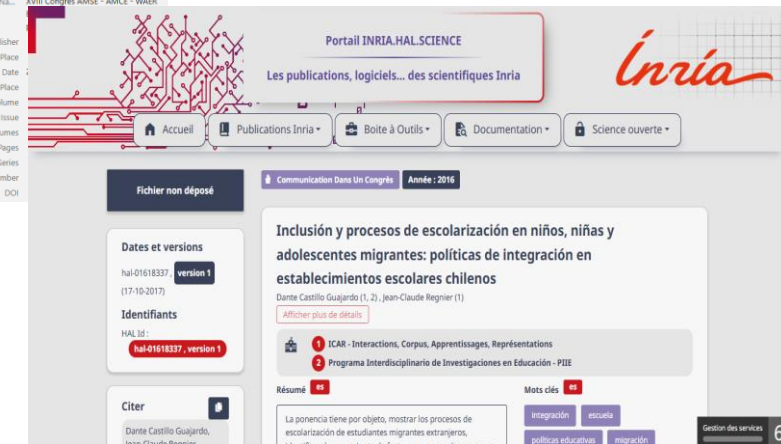 XVIII Congrès AMSE - AMCE - WAER
Place
Date
Place
Issue
Pages
DOI
Portail INRIA.HAL.SCIENCE
Les publications, logiciels... des scientifiques Inria
Inria
Accueil
Publications Inria
Boite à Outils
Documentation
Science ouverte
Fichier non déposé
Communication Dans Un Congrès
Année : 2016
Inclusión y procesos de escolarización en niños, niñas y
adolescentes migrantes: políticas de integración en
establecimientos escolares chilenos
Dante Castillo Guajardo (1, 2) , Jean-Claude Regnier (1)
Afficher plus de détails
1 ICAR - Interactions, Corpus, Apprentissages, Représentations
2 Programa Interdisciplinario de Investigaciones en Educación - PIIE
Dates et versions
hal-01618337 , version 1
(17-10-2017)
Identifiants
HAL Id :
hal-01618337 , version 1
Citer
Dante Castillo Guajardo,
Jean-Claude Regnier
Résumé es
La ponencia tiene por objeto, mostrar los procesos de
escolarización de estudiantes migrantes extranjeros,
Mots clés es
integración escuela
políticas educativas migración
Gestion des services